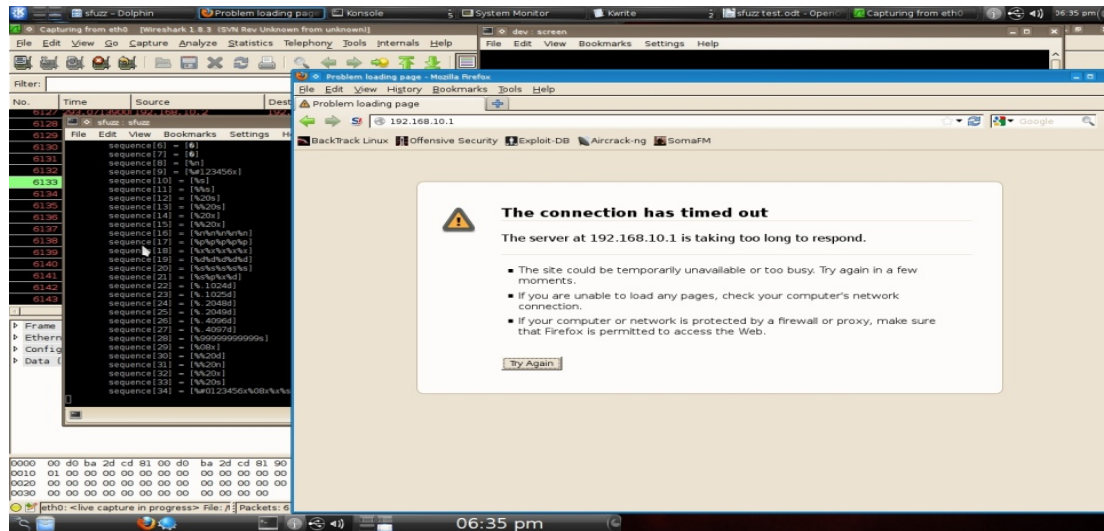 sfuzz – Dolphin
Problem loading page
Konsole
5
System Monitor
Kwrite
2
sfuzz test.odt – Open
Capturing from eth0
06:35 pm
Capturing from eth0 [Wireshark 1.8.3 (SVN Rev Unknown from unknown)]
File Edit View Go Capture Analyze Statistics Telephony Tools Internals Help
Filter:
No. Time Source Dest
6127
6128
6129
6130
6131
6132
6133
6134
6135
6136
6137
6138
6139
6140
6141
6142
6143
Frame
Ethern
Config
Data
0000 00 d0 ba 2d cd 81 00 d0 ba 2d cd 81 90
0010 01 00 00 00 00 00 00 00 00 00 00 00 00
0020 00 00 00 00 00 00 00 00 00 00 00 00 00
0030 00 00 00 00 00 00 00 00 00 00 00 00
eth0: <live capture in progress> File: /t Packets: 6
sfuzz : sfuzz
File Edit View Bookmarks Settings H
sequence[6] = [�]
sequence[7] = [�]
sequence[8] = [%n]
sequence[9] = [%#123456x]
sequence[10] = [%s]
sequence[11] = [%%s]
sequence[12] = [%20s]
sequence[13] = [%%20s]
sequence[14] = [%20x]
sequence[15] = [%%20x]
sequence[16] = [%n%n%n%n%n]
sequence[17] = [%p%p%p%p%p]
sequence[18] = [%x%x%x%x%x]
sequence[19] = [%d%d%d%d%d]
sequence[20] = [%s%s%s%s%s]
sequence[21] = [%s%p%x%d]
sequence[22] = [%.1024d]
sequence[23] = [%.1025d]
sequence[24] = [%.2048d]
sequence[25] = [%.2049d]
sequence[26] = [%.4096d]
sequence[27] = [%.4097d]
sequence[28] = [%99999999999s]
sequence[29] = [%08x]
sequence[30] = [%%20d]
sequence[31] = [%%20n]
sequence[32] = [%%20x]
sequence[33] = [%%20s]
sequence[34] = [%#0123456x%08x%x%s
dev : screen
File Edit View Bookmarks Settings Help
Problem loading page – Mozilla Firefox
File Edit View History Bookmarks Tools Help
Problem loading page
192.168.10.1
Google
BackTrack Linux Offensive Security Exploit-DB Aircrack-ng SomaFM
The connection has timed out
The server at 192.168.10.1 is taking too long to respond.
The site could be temporarily unavailable or too busy. Try again in a few
moments.
If you are unable to load any pages, check your computer's network
connection.
If your computer or network is protected by a firewall or proxy, make sure
that Firefox is permitted to access the Web.
Try Again
06:35 pm